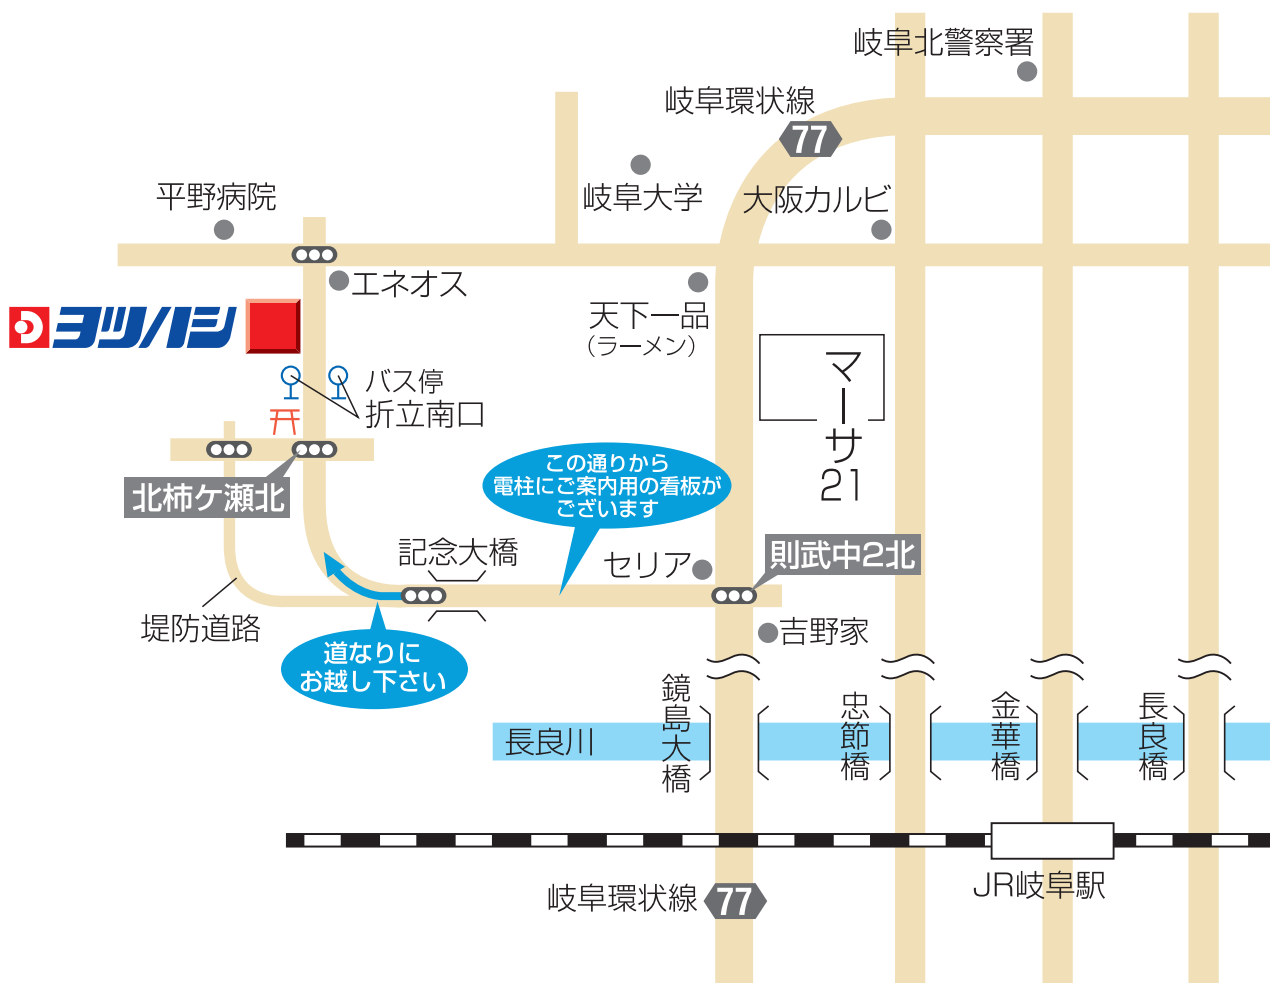 岐阜北警察署
岐阜環状線
77
岐阜大学
大阪カルビ
平野病院
エネオス
ヨツハシ
天下一品
(ラーメン)
マーサ21
バス停
折立南口
この通りから
電柱にご案内用の看板が
ございます
北柿ケ瀬北
記念大橋
セリア
則武中2北
堤防道路
吉野家
道なりに
お越し下さい
鏡島大橋
忠節橋
金華橋
長良橋
長良川
JR岐阜駅
岐阜環状線
77